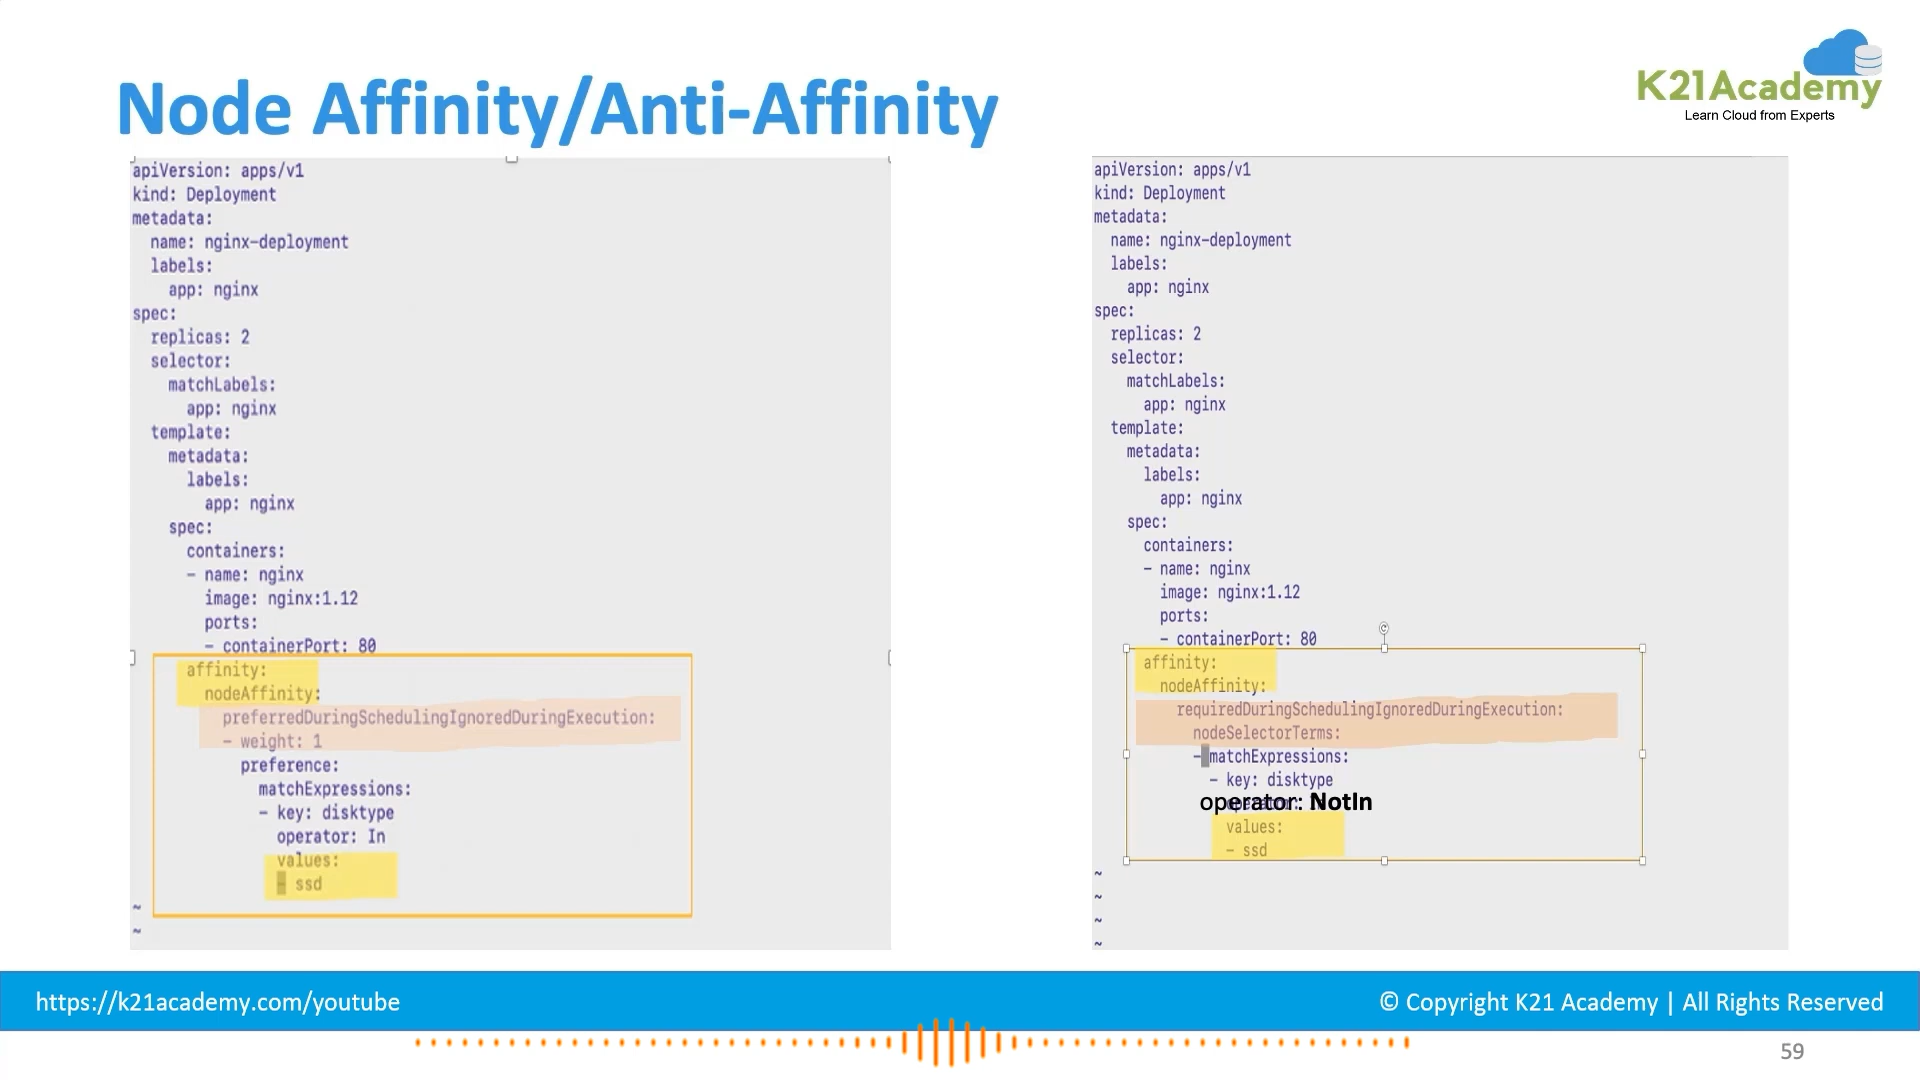 Node Affinity/Anti-Affinity
K21Academy
Learn Cloud from Experts
apiVersion: apps/v1
kind: Deployment
metadata:
  name: nginx-deployment
  labels:
    app: nginx
spec:
  replicas: 2
  selector:
    matchLabels:
      app: nginx
  template:
    metadata:
      labels:
        app: nginx
    spec:
      containers:
      - name: nginx
        image: nginx:1.12
        ports:
        - containerPort: 80
      affinity:
        nodeAffinity:
          preferredDuringSchedulingIgnoredDuringExecution:
          - weight: 1
            preference:
              matchExpressions:
              - key: disktype
                operator: In
                values:
                - ssd
~
~
apiVersion: apps/v1
kind: Deployment
metadata:
  name: nginx-deployment
  labels:
    app: nginx
spec:
  replicas: 2
  selector:
    matchLabels:
      app: nginx
  template:
    metadata:
      labels:
        app: nginx
    spec:
      containers:
      - name: nginx
        image: nginx:1.12
        ports:
        - containerPort: 80
      affinity:
        nodeAffinity:
          requiredDuringSchedulingIgnoredDuringExecution:
            nodeSelectorTerms:
            - matchExpressions:
              - key: disktype
operator: NotIn
                values:
                - ssd
~
~
~
~
https://k21academy.com/youtube
© Copyright K21 Academy | All Rights Reserved
59